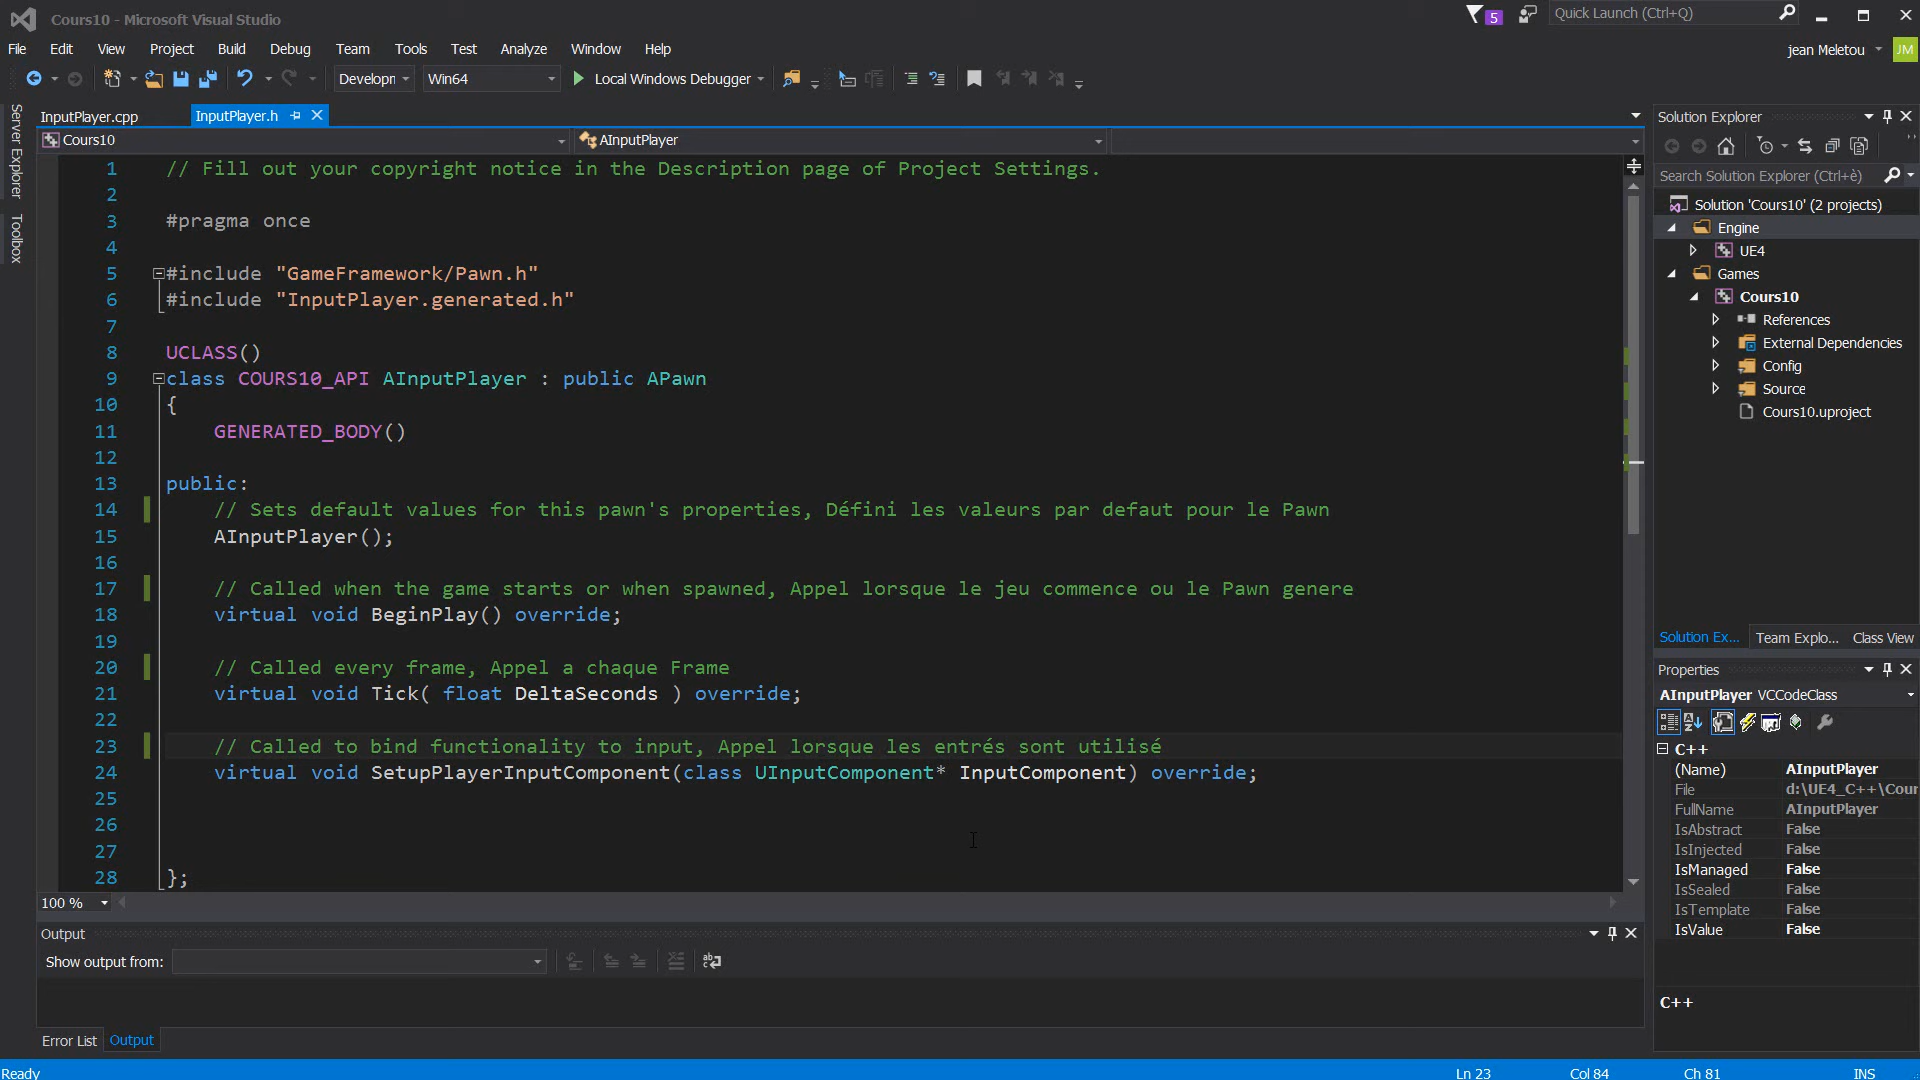 Cours10 - Microsoft Visual Studio
5
Quick Launch (Ctrl+Q)
File Edit View Project Build Debug Team Tools Test Analyze Window Help
jean Meletou JM
Developn Win64 Local Windows Debugger
Server Explorer
Toolbox
InputPlayer.cpp InputPlayer.h
Cours10 AInputPlayer
1 // Fill out your copyright notice in the Description page of Project Settings.
2
3 #pragma once
4
5 #include "GameFramework/Pawn.h"
6 #include "InputPlayer.generated.h"
7
8 UCLASS()
9 class COURS10_API AInputPlayer : public APawn
10 {
11 GENERATED_BODY()
12
13 public:
14 // Sets default values for this pawn's properties, Défini les valeurs par defaut pour le Pawn
15 AInputPlayer();
16
17 // Called when the game starts or when spawned, Appel lorsque le jeu commence ou le Pawn genere
18 virtual void BeginPlay() override;
19
20 // Called every frame, Appel a chaque Frame
21 virtual void Tick( float DeltaSeconds ) override;
22
23 // Called to bind functionality to input, Appel lorsque les entrés sont utilisé
24 virtual void SetupPlayerInputComponent(class UInputComponent* InputComponent) override;
25
26
27
28 };
100 %
Output
Show output from:
Error List Output
Solution Explorer
Search Solution Explorer (Ctrl+è)
Solution 'Cours10' (2 projects)
Engine
UE4
Games
Cours10
References
External Dependencies
Config
Source
Cours10.uproject
Solution Ex... Team Explo... Class View
Properties
AInputPlayer VCCodeClass
C++
(Name) AInputPlayer
File d:\UE4_C++\Cour
FullName AInputPlayer
IsAbstract False
IsInjected False
IsManaged False
IsSealed False
IsTemplate False
IsValue False
C++
Ready Ln 23 Col 84 Ch 81 INS